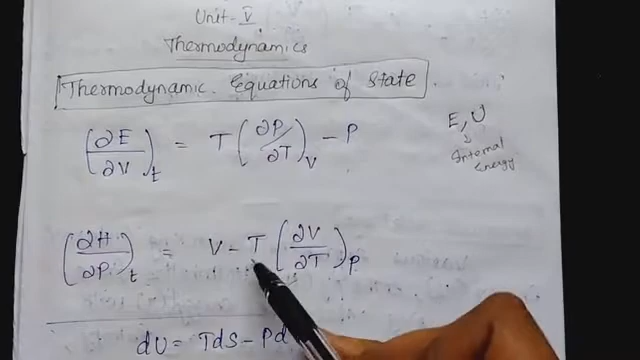 Unit-V
Thermodynamics
Thermodynamic Equations of State
(∂E/∂V)t = T(∂P/∂T)V - P
E, U
Internal
Energy
(∂H/∂P)t = V - T(∂V/∂T)P
dU = TdS - Pd